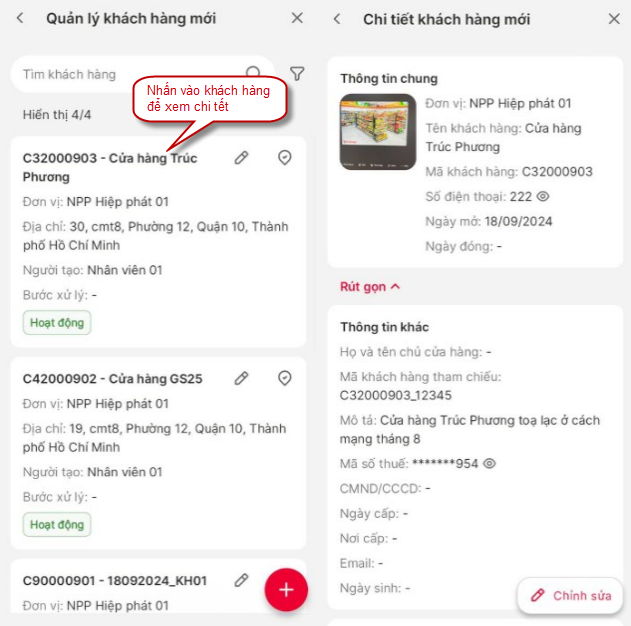 Quản lý khách hàng mới
Tìm khách hàng
Nhấn vào khách hàng
để xem chi tết
Hiển thị 4/4
C32000903 - Cửa hàng Trúc
Phương
Đơn vị: NPP Hiệp phát 01
Địa chỉ: 30, cmt8, Phường 12, Quận 10, Thành
phố Hồ Chí Minh
Người tạo: Nhân viên 01
Bước xử lý: -
Hoạt động
C42000902 - Cửa hàng GS25
Đơn vị: NPP Hiệp phát 01
Địa chỉ: 19, cmt8, Phường 12, Quận 10, Thành
phố Hồ Chí Minh
Người tạo: Nhân viên 01
Bước xử lý: -
Hoạt động
C90000901 - 18092024_KH01
Đơn vị: NPP Hiệp phát 01
Chi tiết khách hàng mới
Thông tin chung
Đơn vị: NPP Hiệp phát 01
Tên khách hàng: Cửa hàng
Trúc Phương
Mã khách hàng: C32000903
Số điện thoại: 222
Ngày mở: 18/09/2024
Ngày đóng: -
Rút gọn
Thông tin khác
Họ và tên chủ cửa hàng: -
Mã khách hàng tham chiếu:
C32000903_12345
Mô tả: Cửa hàng Trúc Phương toạ lạc ở cách
mạng tháng 8
Mã số thuế: *******954
CMND/CCCD: -
Ngày cấp: -
Nơi cấp: -
Email: -
Ngày sinh: -
Chỉnh sửa